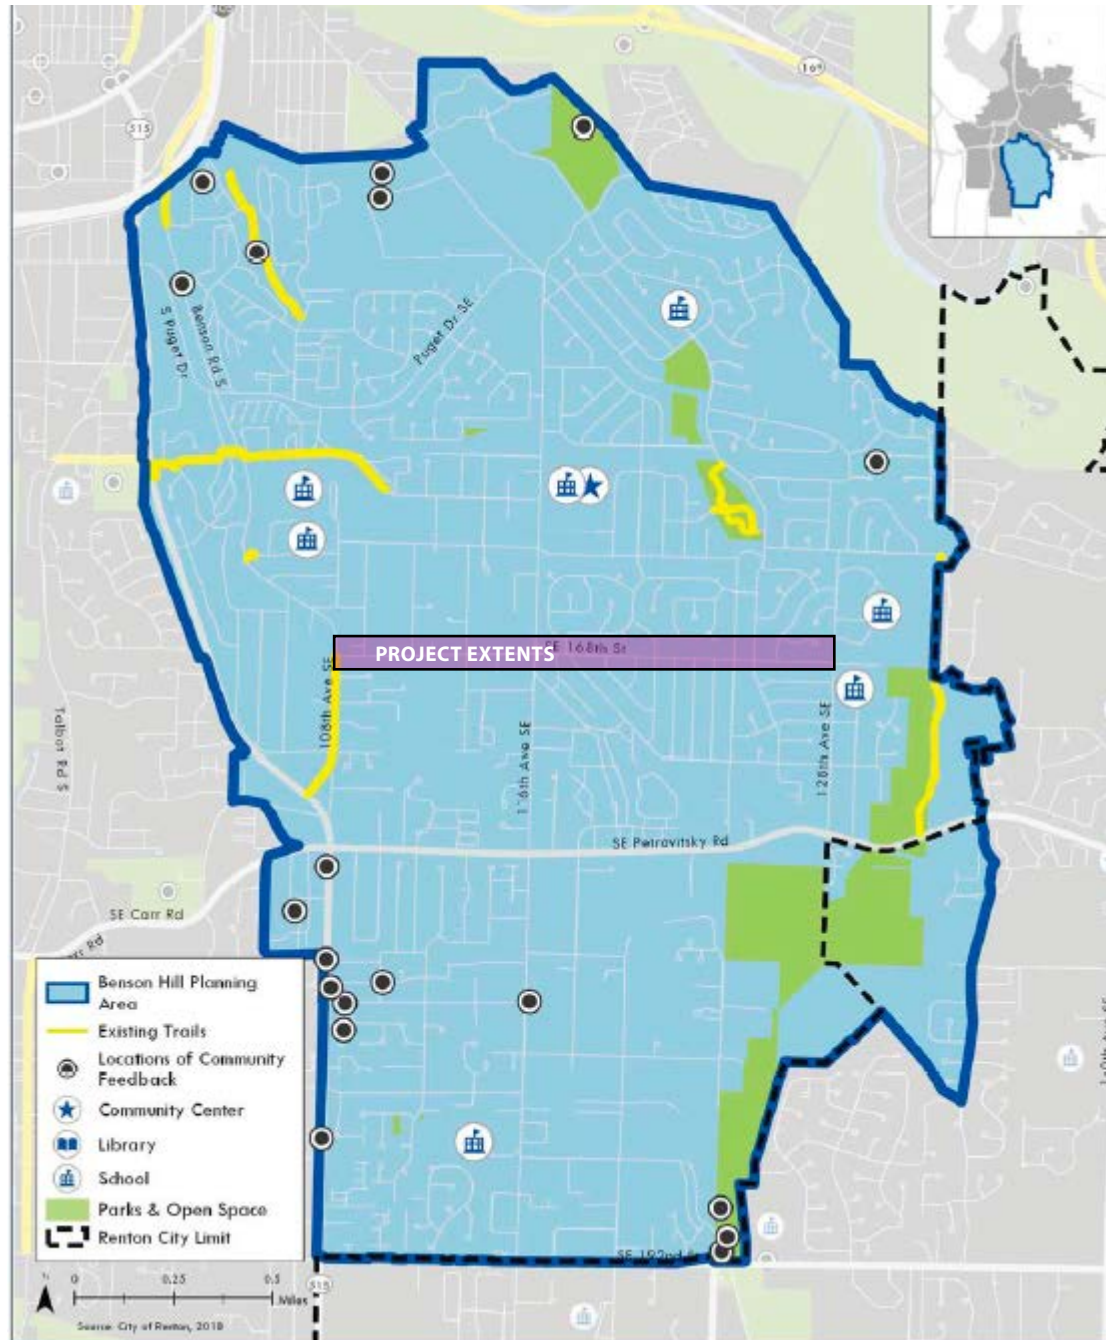 169
515
S Puget Dr
Benson Rd S
Puget Dr SE
SE 168th St
PROJECT EXTENTS
108th Ave SE
116th Ave SE
128th Ave SE
Talbot Rd S
SE Petrovitsky Rd
SE Carr Rd
Rd
Benson Hill Planning
Area
Existing Trails
Locations of Community
Feedback
Community Center
Library
School
Parks & Open Space
Renton City Limit
SE 192nd
515
N
0 0.25 0.5
Miles
Source: City of Renton, 2018